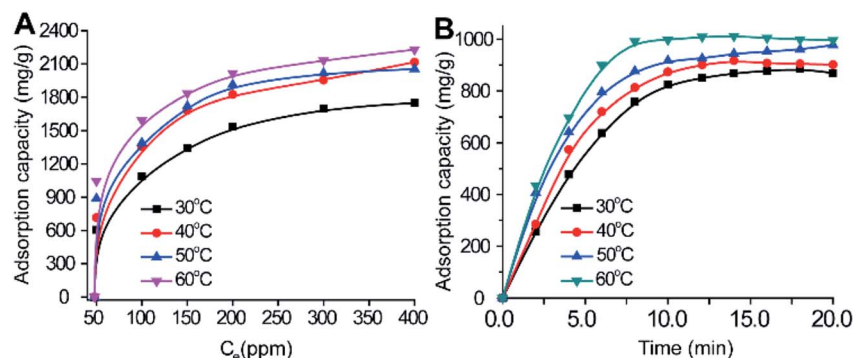 A
Adsorption capacity (mg/g)
2400
2100
1800
1500
1200
900
600
300
0
30°C
40°C
50°C
60°C
50 100 150 200 250 300 350 400
Cₑ(ppm)
B
Adsorption capacity (mg/g)
1000
800
600
400
200
0
30°C
40°C
50°C
60°C
0.0 5.0 10.0 15.0 20.0
Time (min)